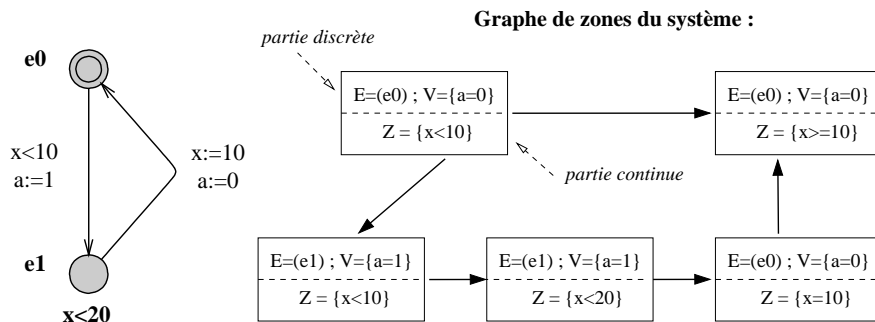 Graphe de zones du système :
partie discrète
e0
E=(e0) ; V={a=0}
Z = {x<10}
E=(e0) ; V={a=0}
Z = {x>=10}
x<10
a:=1
x:=10
a:=0
partie continue
e1
E=(e1) ; V={a=1}
Z = {x<10}
E=(e1) ; V={a=1}
Z = {x<20}
E=(e0) ; V={a=0}
Z = {x=10}
x<20